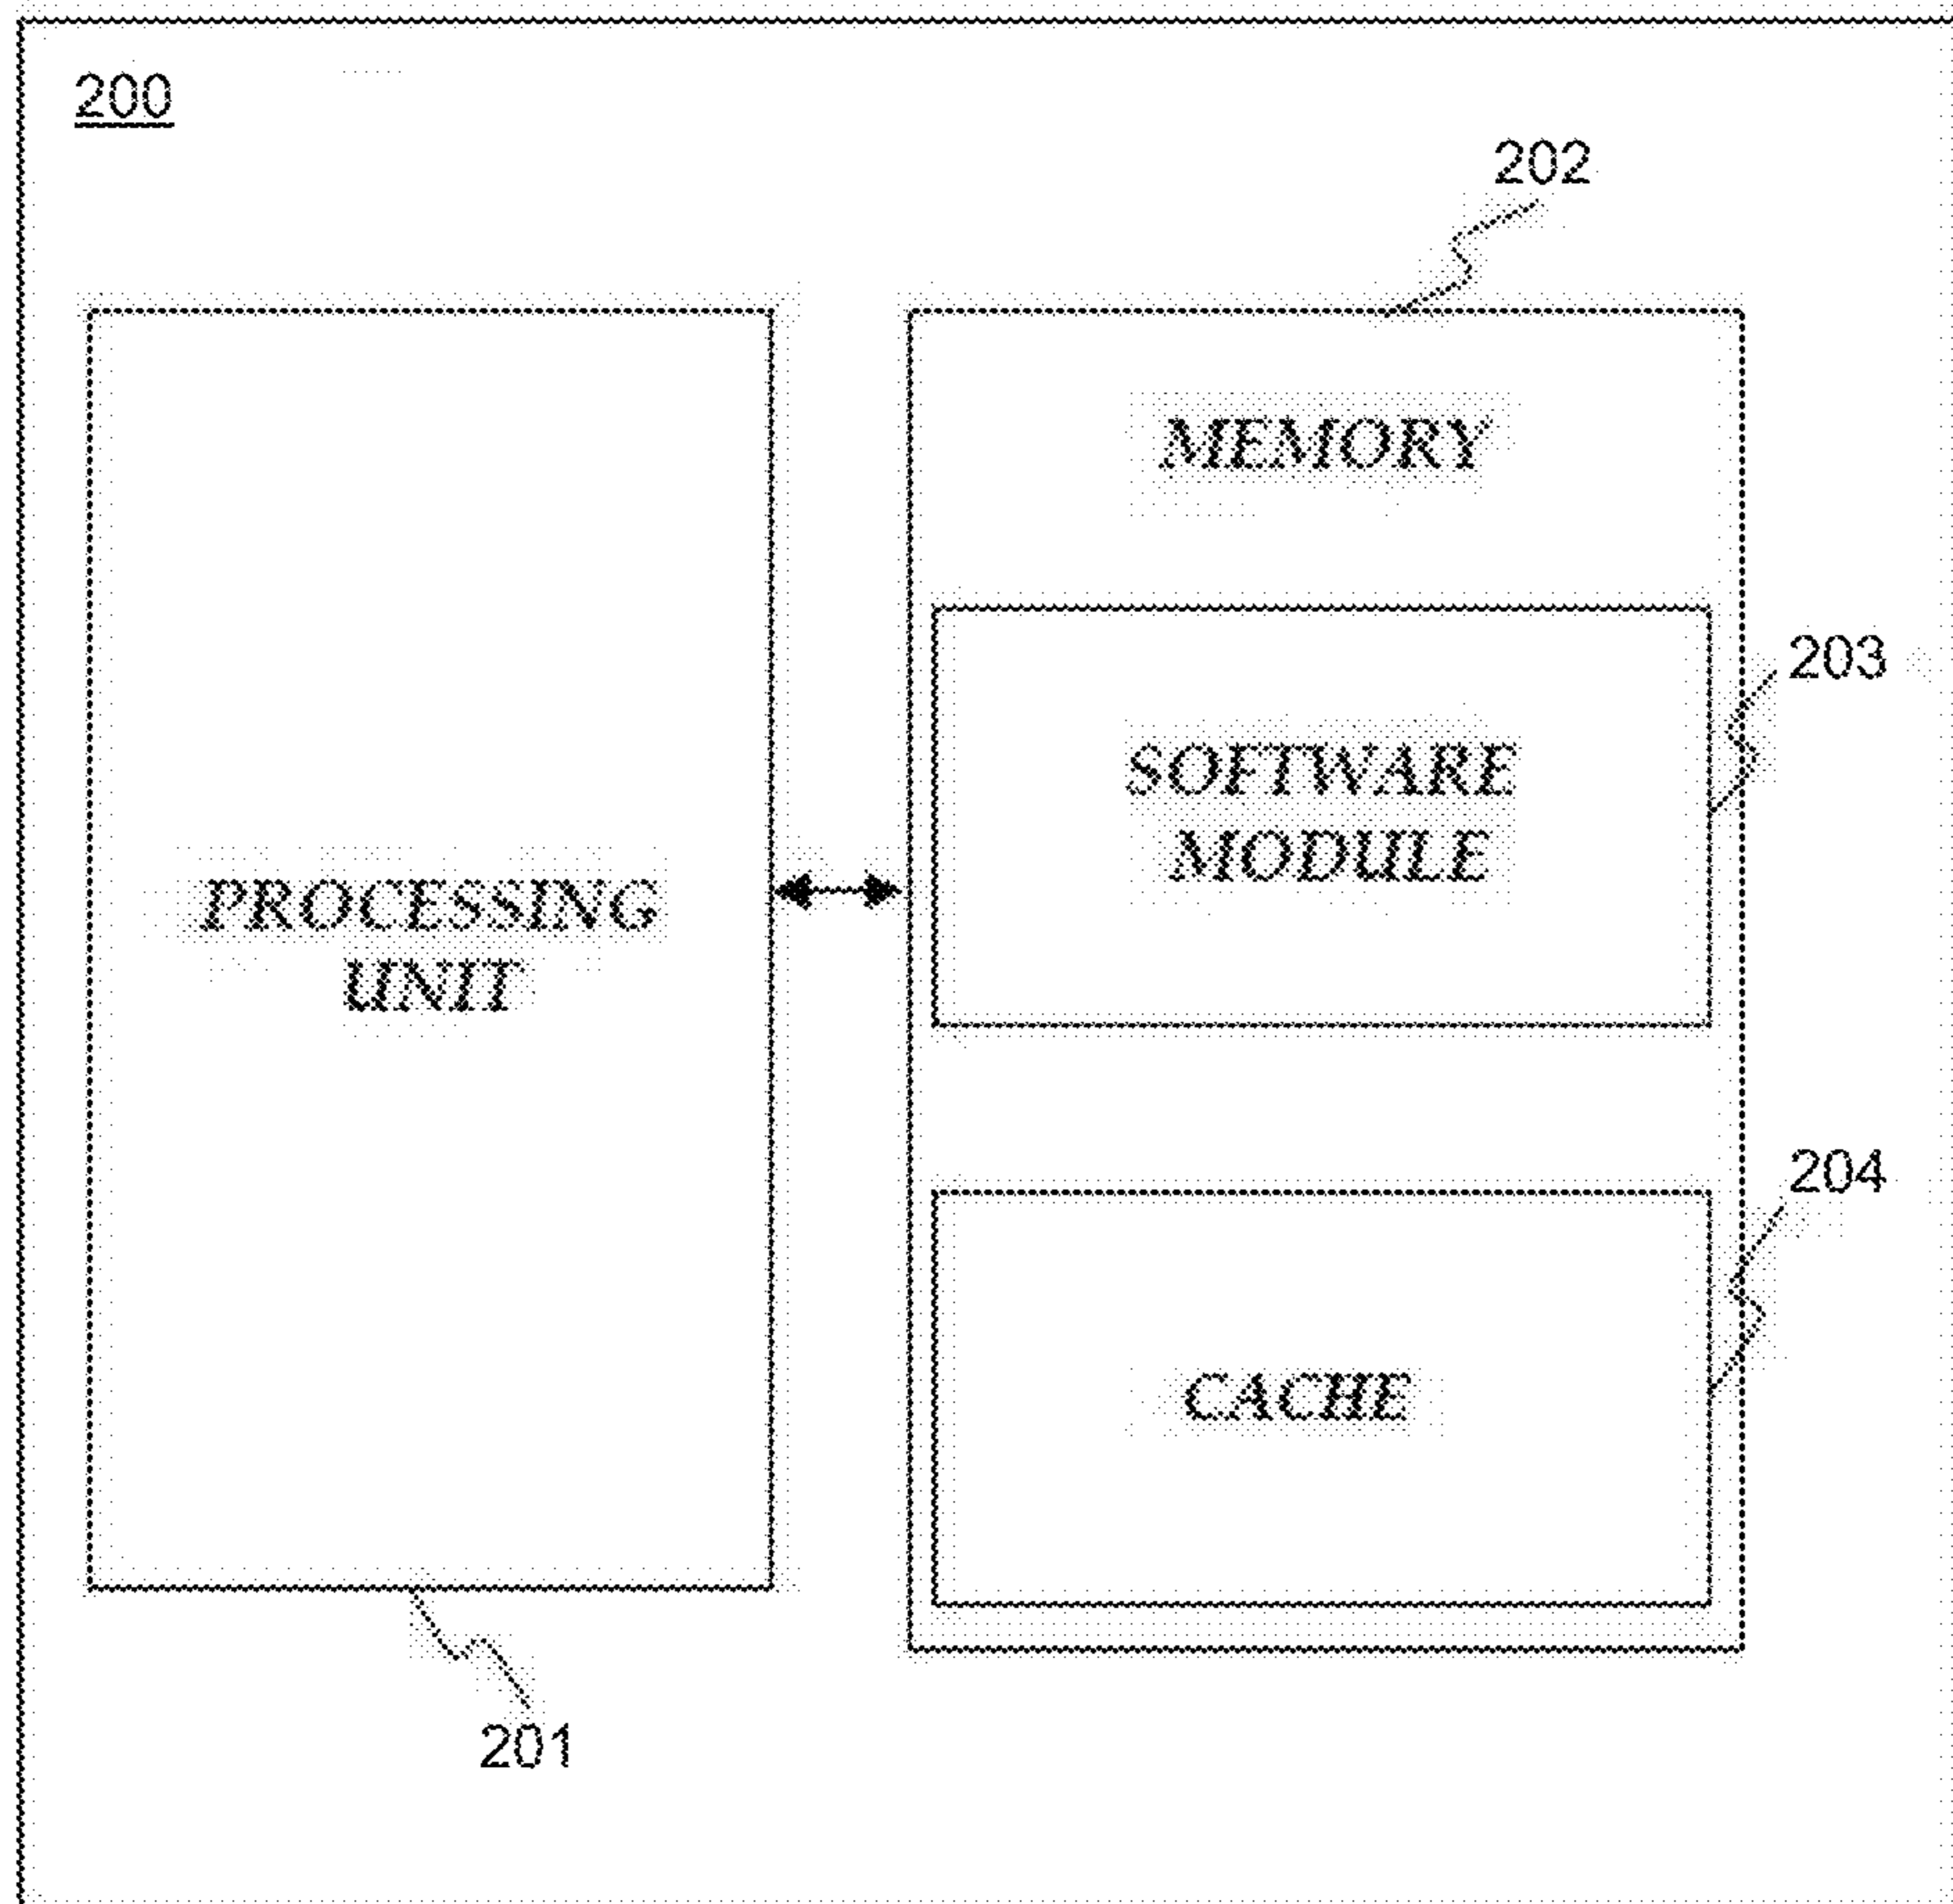 200
202
MEMORY
203
SOFTWARE
MODULE
PROCESSING
UNIT
204
CACHE
201